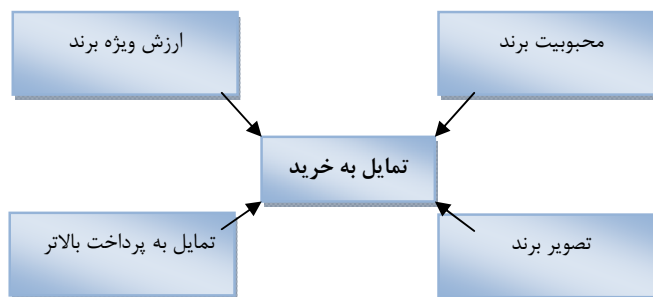 محبوبیت برند
ارزش ویژه برند
تمایل به خرید
تصویر برند
تمایل به پرداخت بالاتر